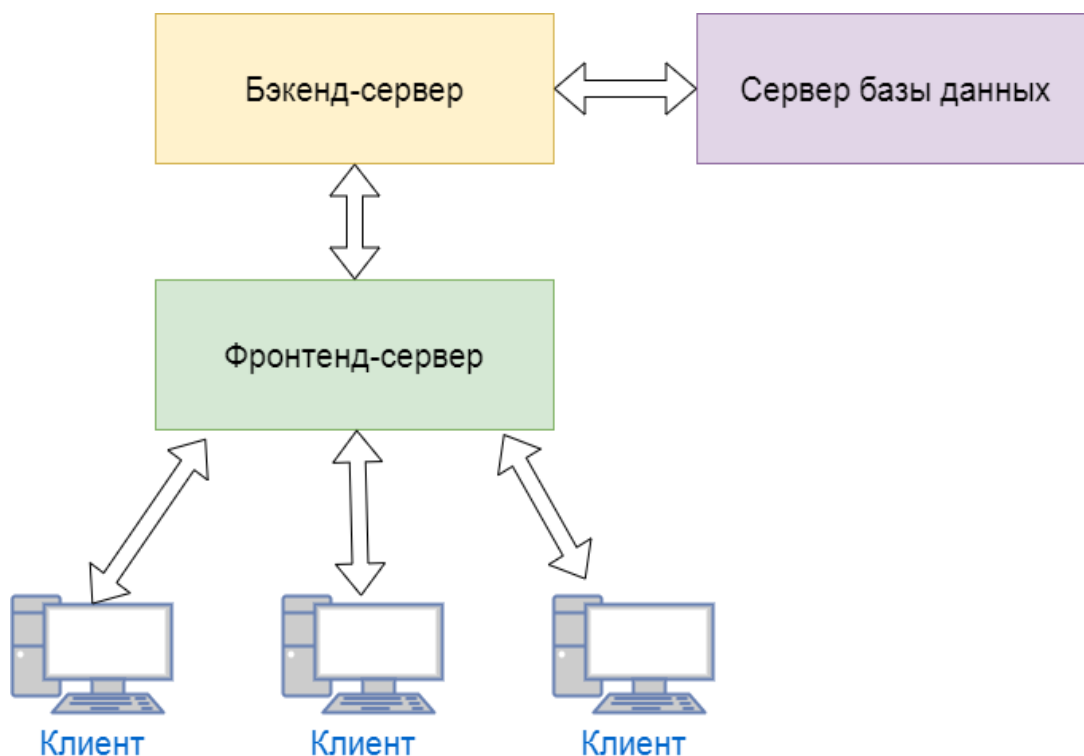 Бэкенд-сервер
Сервер базы данных
Фронтенд-сервер
Клиент
Клиент
Клиент